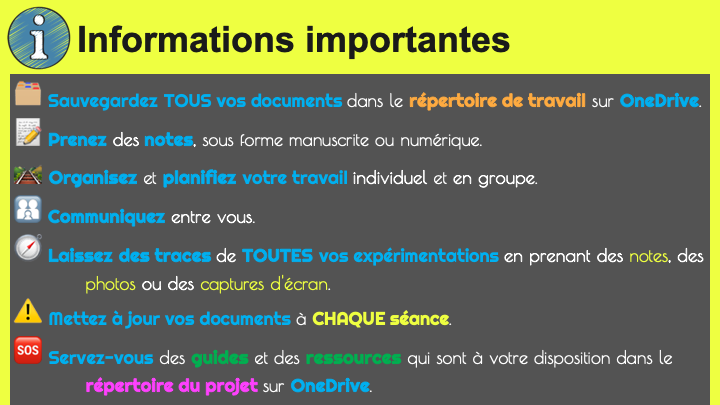 Informations importantes
Sauvegardez TOUS vos documents dans le répertoire de travail sur OneDrive.
Prenez des notes, sous forme manuscrite ou numérique.
Organisez et planifiez votre travail individuel et en groupe.
Communiquez entre vous.
Laissez des traces de TOUTES vos expérimentations en prenant des notes, des
photos ou des captures d'écran.
Mettez à jour vos documents à CHAQUE séance.
SOS Servez-vous des guides et des ressources qui sont à votre disposition dans le
répertoire du projet sur OneDrive.